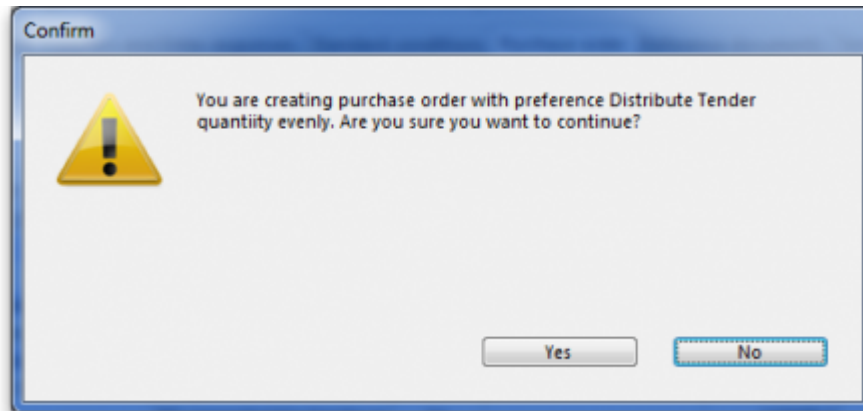 Confirm
You are creating purchase order with preference Distribute Tender
quantiity evenly. Are you sure you want to continue?
Yes
No